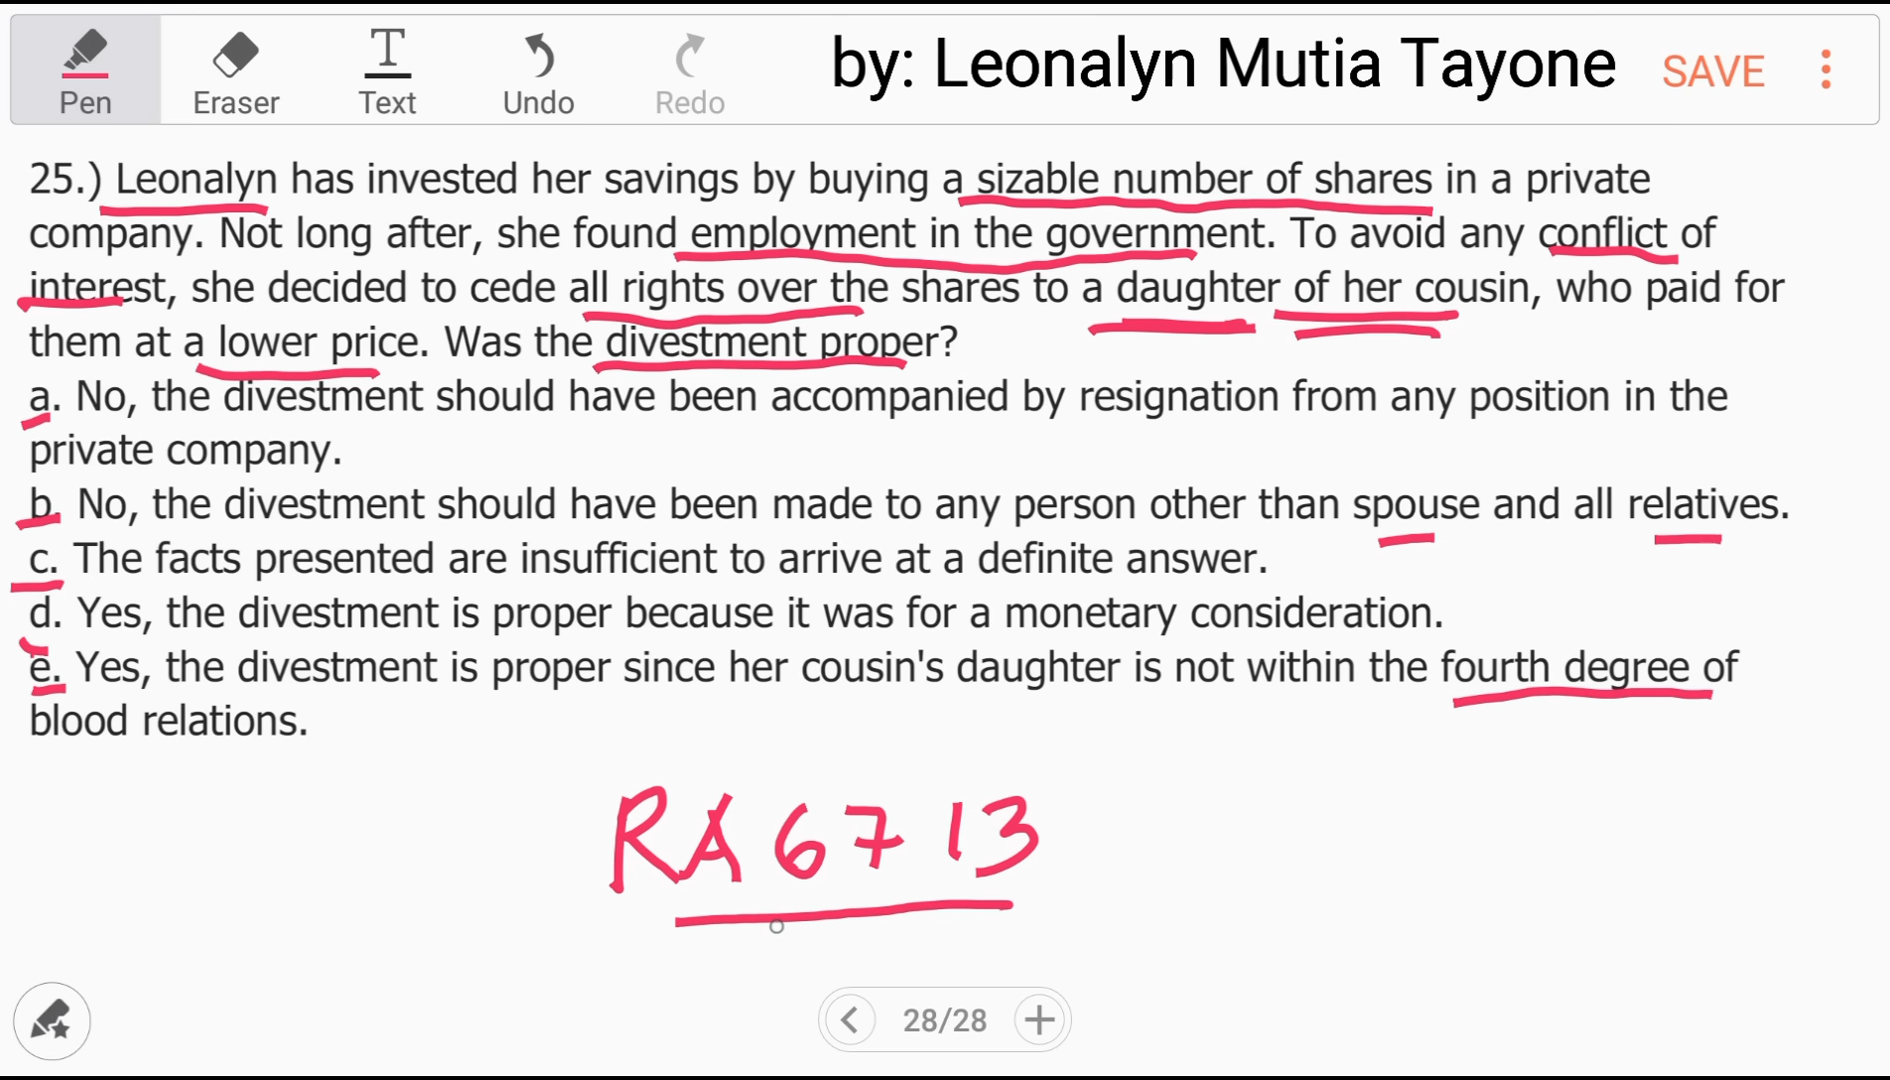 Pen Eraser Text Undo Redo by: Leonalyn Mutia Tayone SAVE
25.) Leonalyn has invested her savings by buying a sizable number of shares in a private
company. Not long after, she found employment in the government. To avoid any conflict of
interest, she decided to cede all rights over the shares to a daughter of her cousin, who paid for
them at a lower price. Was the divestment proper?
a. No, the divestment should have been accompanied by resignation from any position in the
private company.
b. No, the divestment should have been made to any person other than spouse and all relatives.
c. The facts presented are insufficient to arrive at a definite answer.
d. Yes, the divestment is proper because it was for a monetary consideration.
e. Yes, the divestment is proper since her cousin's daughter is not within the fourth degree of
blood relations.
RA 6713
28/28